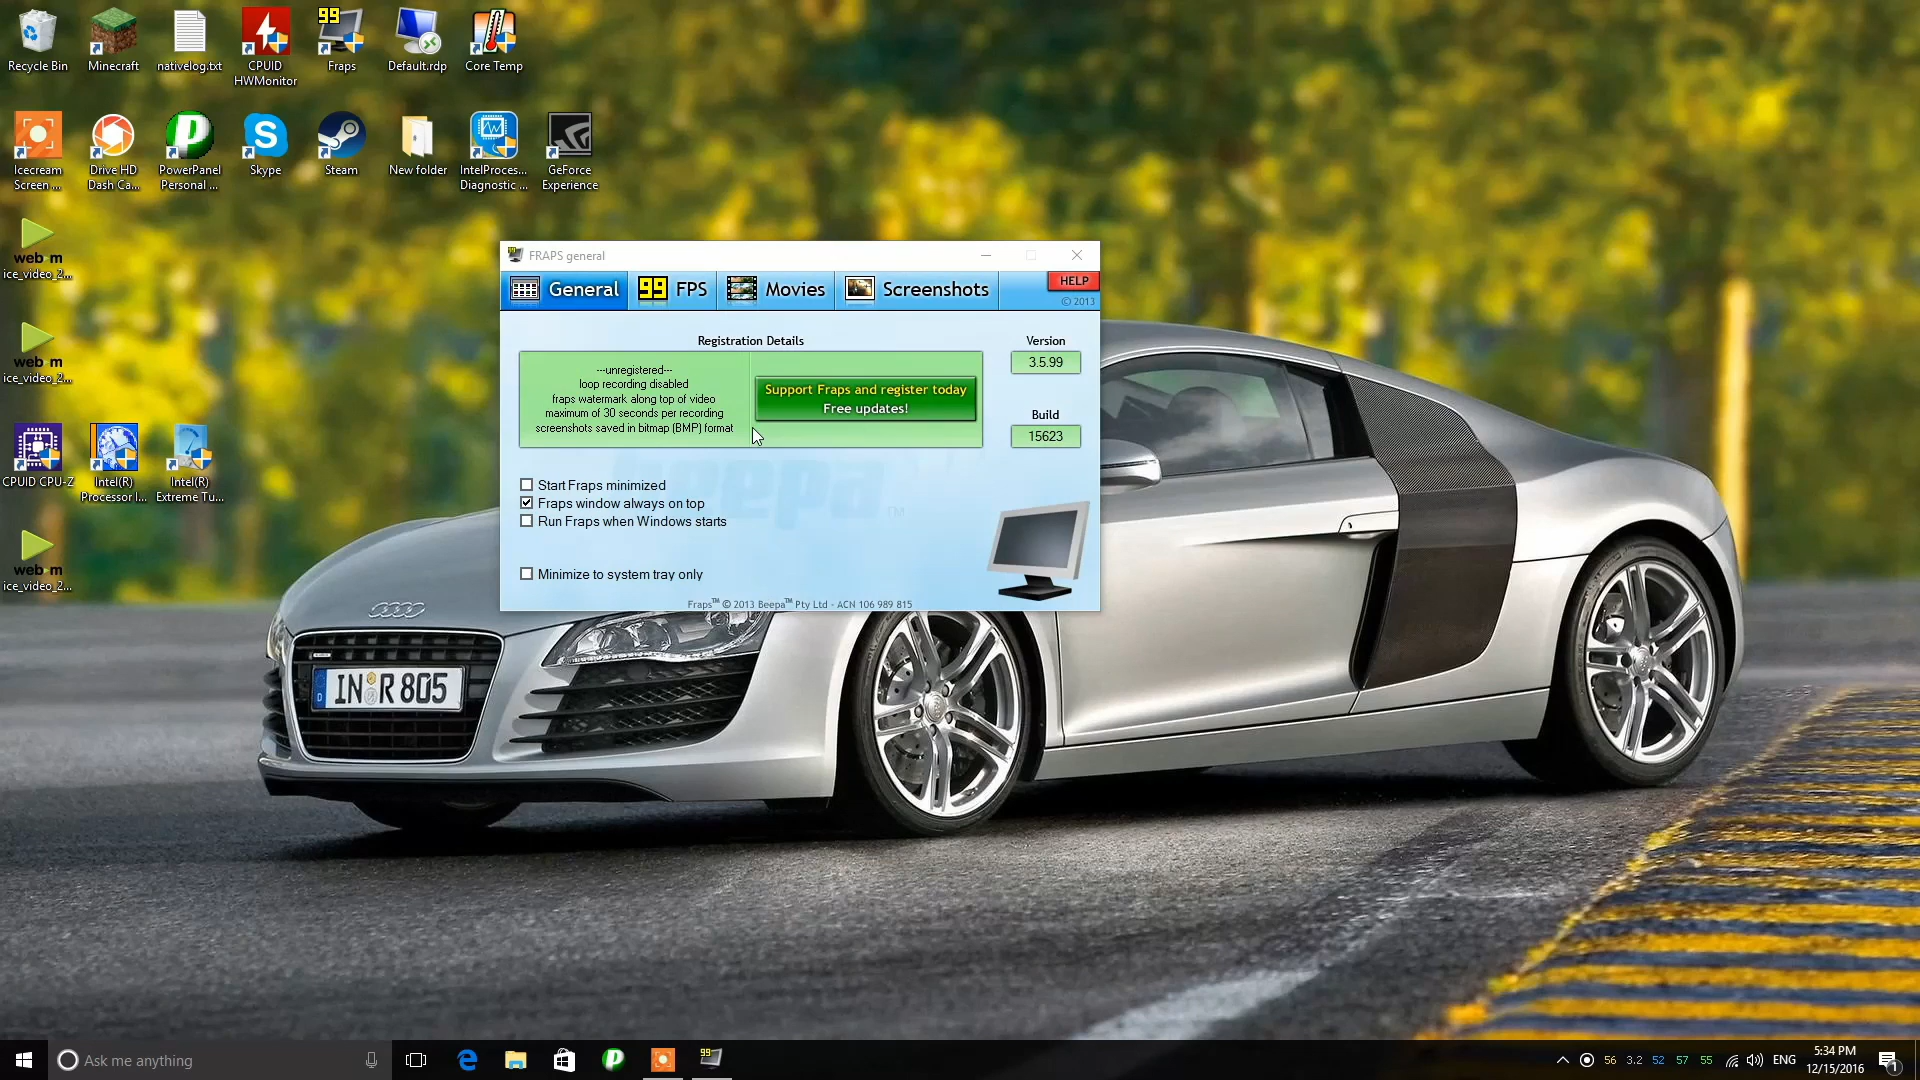 Recycle Bin
Minecraft
nativelog.txt
CPUID
HWMonitor
99
Fraps
Default.rdp
Core Temp
Icecream
Screen ...
Drive HD
Dash Ca...
PowerPanel
Personal ...
Skype
Steam
New folder
IntelProces...
Diagnostic ...
GeForce
Experience
web m
ice_video_2...
web m
ice_video_2...
CPUID CPU-Z
Intel(R)
Processor I...
Intel(R)
Extreme Tu...
web m
ice_video_2...
FRAPS general
General
99 FPS
Movies
Screenshots
HELP
© 2013
Registration Details
---unregistered---
loop recording disabled
fraps watermark along top of video
maximum of 30 seconds per recording
screenshots saved in bitmap (BMP) format
Support Fraps and register today
Free updates!
Version
3.5.99
Build
15623
beepa™
Start Fraps minimized
Fraps window always on top
Run Fraps when Windows starts
Minimize to system tray only
Fraps™ © 2013 Beepa™ Pty Ltd - ACN 106 989 815
D IN R 805
Ask me anything
99
56 3.2 52 57 55
ENG
5:34 PM
12/15/2016
1